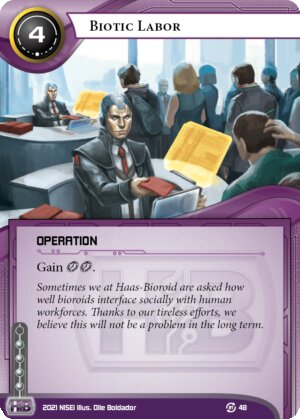 4
Biotic Labor
OPERATION
Gain
.
Sometimes we at Haas-Bioroid are asked how
well bioroids interface socially with human
workforces. Thanks to our tireless efforts, we
believe this will not be a problem in the long term.
HB
2021 NISEI Illus. Olie Boldador
48